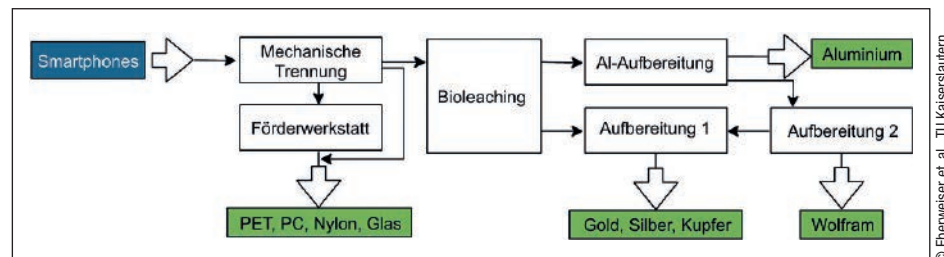 Smartphones
Mechanische
Trennung
Förderwerkstatt
PET, PC, Nylon, Glas
Bioleaching
Al-Aufbereitung
Aluminium
Aufbereitung 1
Aufbereitung 2
Gold, Silber, Kupfer
Wolfram
© Eberweiser et. al., TU Kaiserslautern